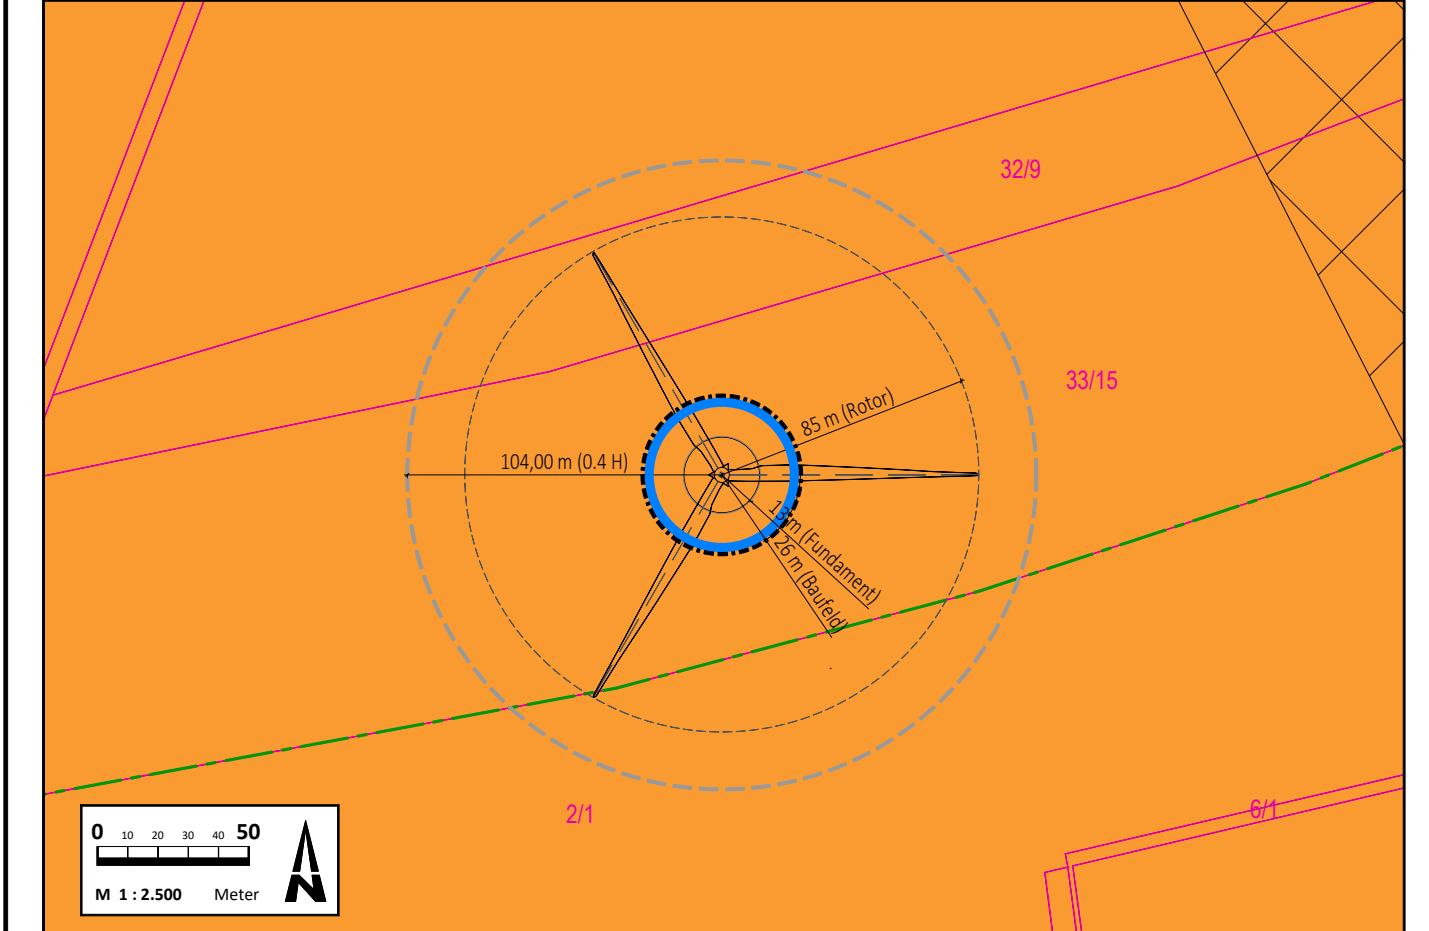 32/9
33/15
85 m (Rotor)
104,00 m (0.4 H)
13m (Fundament)
26 m (Baufeld)
2/1
6/1
0 10 20 30 40 50
M 1 : 2.500 Meter
N